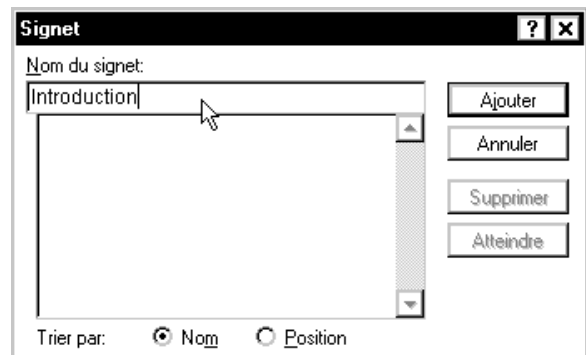 Signet
Nom du signet:
Introduction
Ajouter
Annuler
Supprimer
Atteindre
Trier par: Nom Position